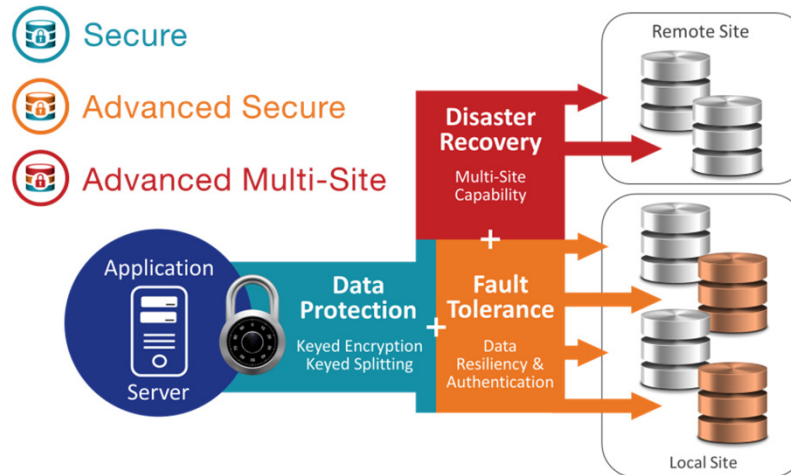 Secure
Advanced Secure
Advanced Multi-Site
Remote Site
Disaster
Recovery
Multi-Site
Capability
+
Application
Server
Data
Protection
Keyed Encryption
Keyed Splitting
+
Fault
Tolerance
Data
Resiliency &
Authentication
Local Site